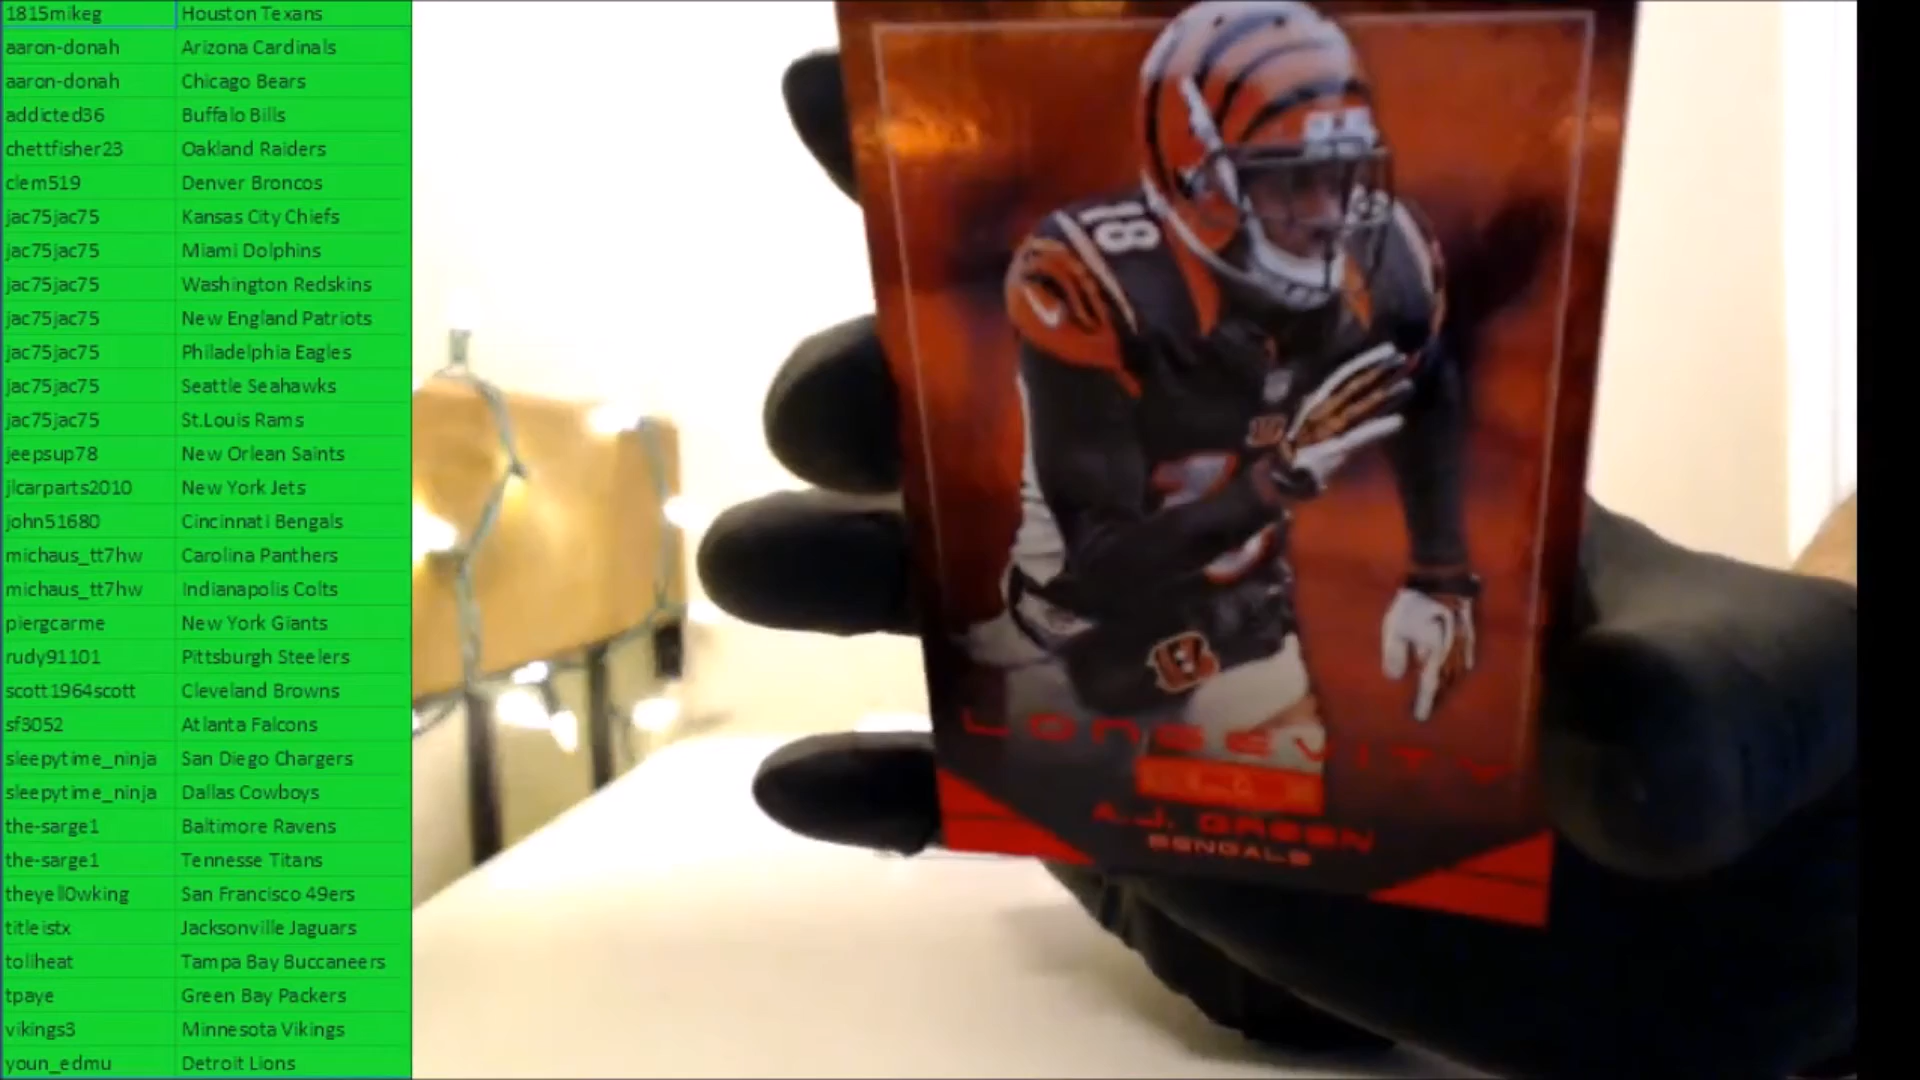 1815mikeg Houston Texans
aaron-donah Arizona Cardinals
aaron-donah Chicago Bears
addicted36 Buffalo Bills
chettfisher23 Oakland Raiders
clem519 Denver Broncos
jac75jac75 Kansas City Chiefs
jac75jac75 Miami Dolphins
jac75jac75 Washington Redskins
jac75jac75 New England Patriots
jac75jac75 Philadelphia Eagles
jac75jac75 Seattle Seahawks
jac75jac75 St.Louis Rams
jeepsup78 New Orlean Saints
jlcarparts2010 New York Jets
john51680 Cincinnati Bengals
michaus_tt7hw Carolina Panthers
michaus_tt7hw Indianapolis Colts
piergcarme New York Giants
rudy91101 Pittsburgh Steelers
scott1964scott Cleveland Browns
sf3052 Atlanta Falcons
sleepytime_ninja San Diego Chargers
sleepytime_ninja Dallas Cowboys
the-sarge1 Baltimore Ravens
the-sarge1 Tennesse Titans
theyell0wking San Francisco 49ers
titleistx Jacksonville Jaguars
tollheat Tampa Bay Buccaneers
tpaye Green Bay Packers
vikings3 Minnesota Vikings
youn_edmu Detroit Lions
18
LONGEVITY
A.J. GREEN
BENGALS